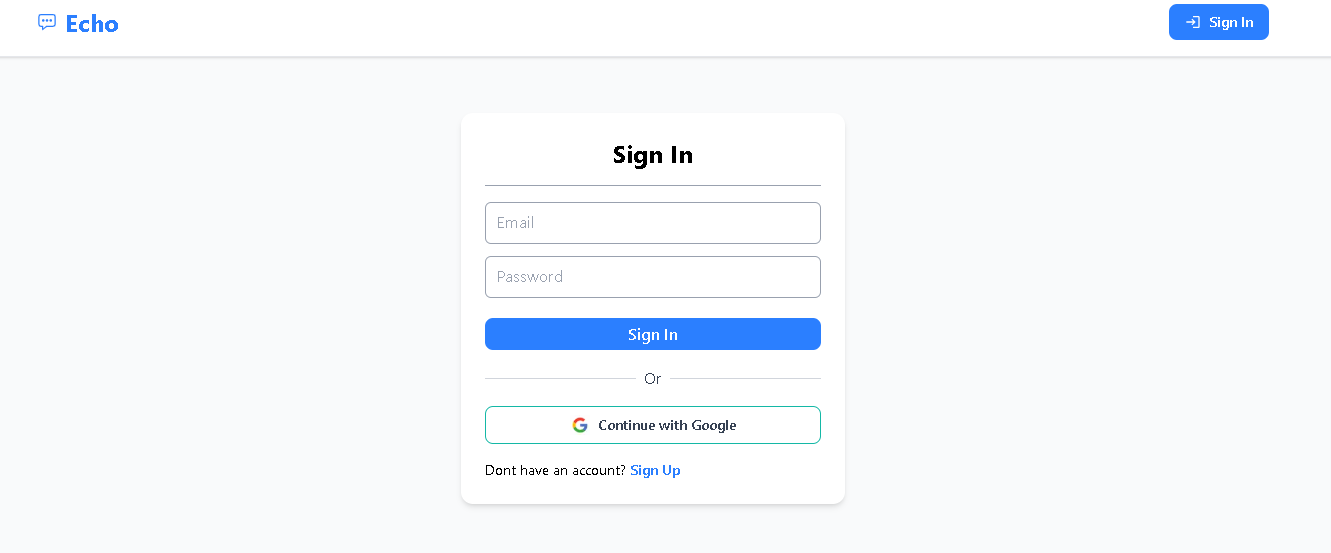 Echo
Sign In
Sign In
Email
Password
Sign In
Or
Continue with Google
Dont have an account? Sign Up